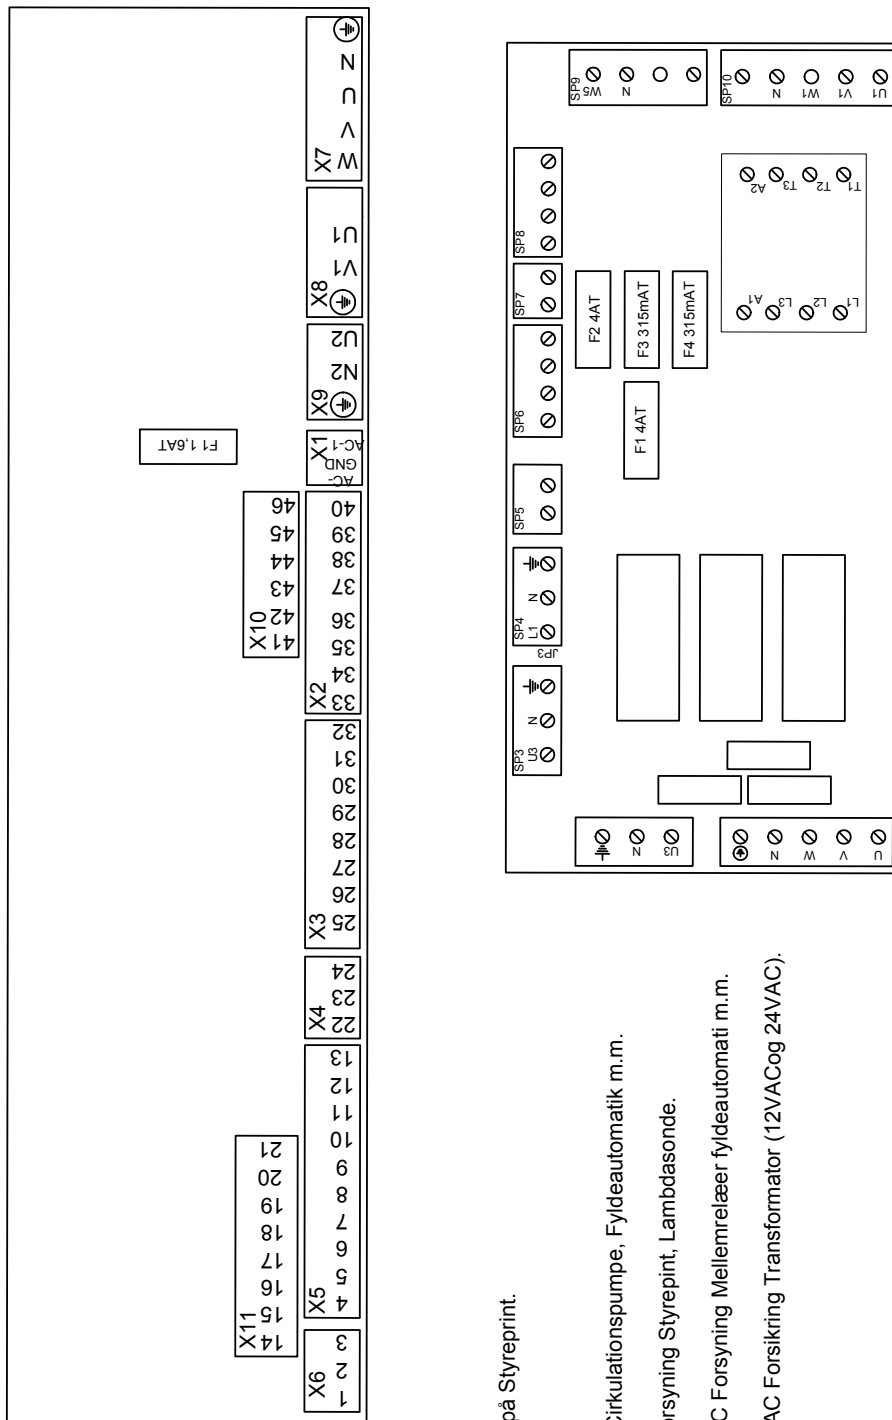 X7
W V U N
X8
V1 U1
X9
N2 U2
X1
AC- GND AC-1
F1 1,6AT
X10
41 42 43 44 45 46
X2
33 34 35 36 37 38 39 40
X3
25 26 27 28 29 30 31 32
X4
22 23 24
X5
4 5 6 7 8 9 10 11 12 13
X11
14 15 16 17 18 19 20 21
X6
1 2 3
SP9
W5 N
SP10
N W1 V1 U1
SP8
SP7
SP6
SP5
SP4
L1 N
JP3
SP3
U3 N
F2 4AT
F3 315mAT
F4 315mAT
F1 4AT
A2 T3 T2 T1
A1 L3 L2 L1
N U3
N W V U
på Styreprint.
Cirkulationspumpe, Fyldeautomatik m.m.
rsyning Styrepint, Lambdasonde.
C Forsyning Mellemrelæer fyldeautomati m.m.
AC Forsikring Transformator (12VACog 24VAC).